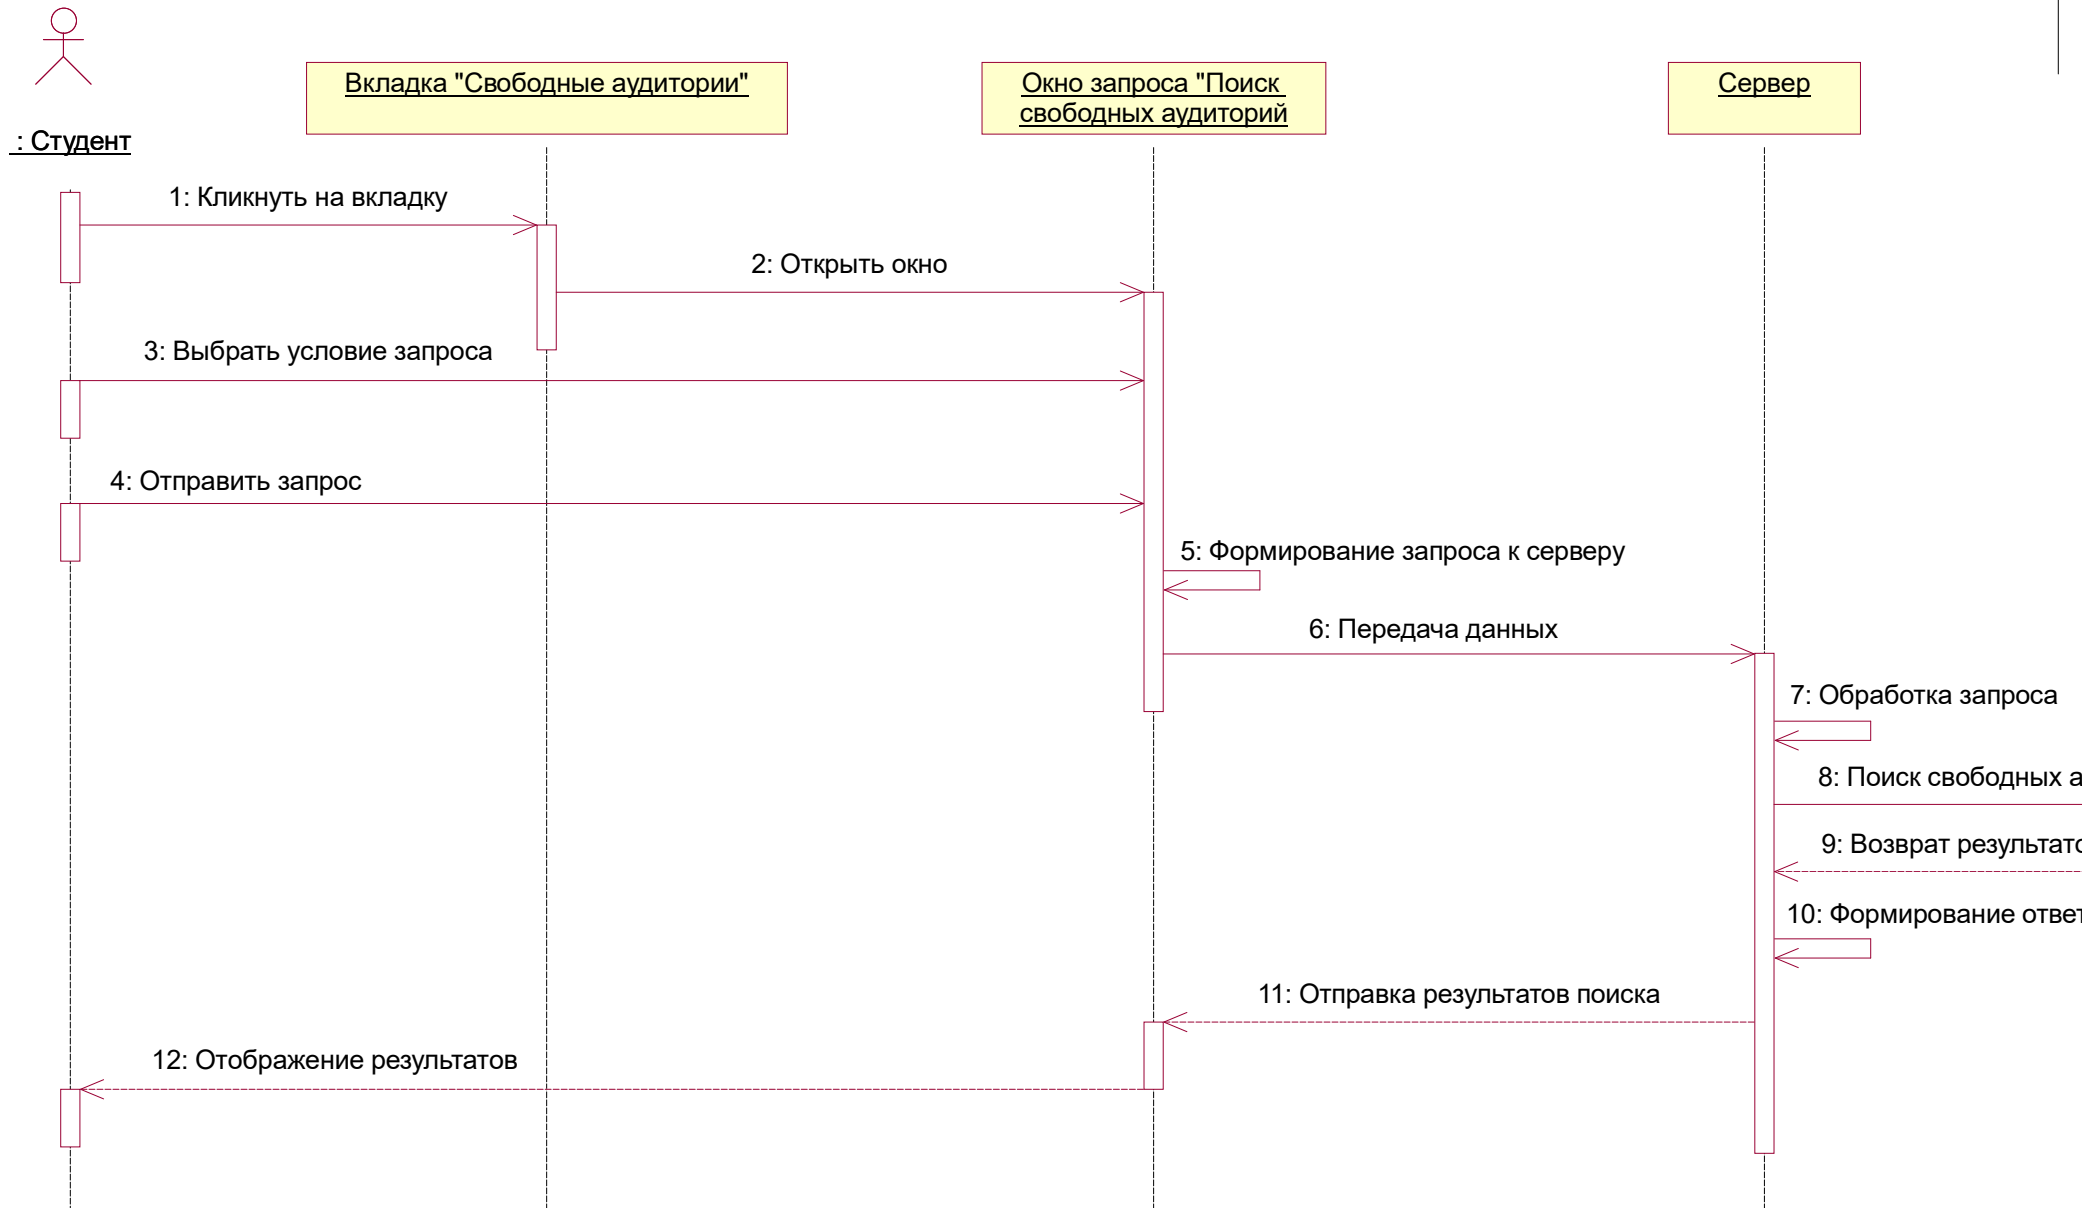 : Студент
Вкладка "Свободные аудитории"
Окно запроса "Поиск
свободных аудиторий
Сервер
1: Кликнуть на вкладку
2: Открыть окно
3: Выбрать условие запроса
4: Отправить запрос
5: Формирование запроса к серверу
6: Передача данных
7: Обработка запроса
8: Поиск свободных а
9: Возврат результато
10: Формирование ответ
11: Отправка результатов поиска
12: Отображение результатов